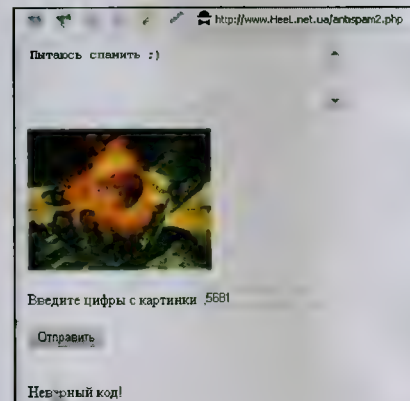 http://www.HeeL.net.ua/antispam2.php
Пытаюсь спамить :)
Введите цифры с картинки 5681
Отправить
Неверный код!